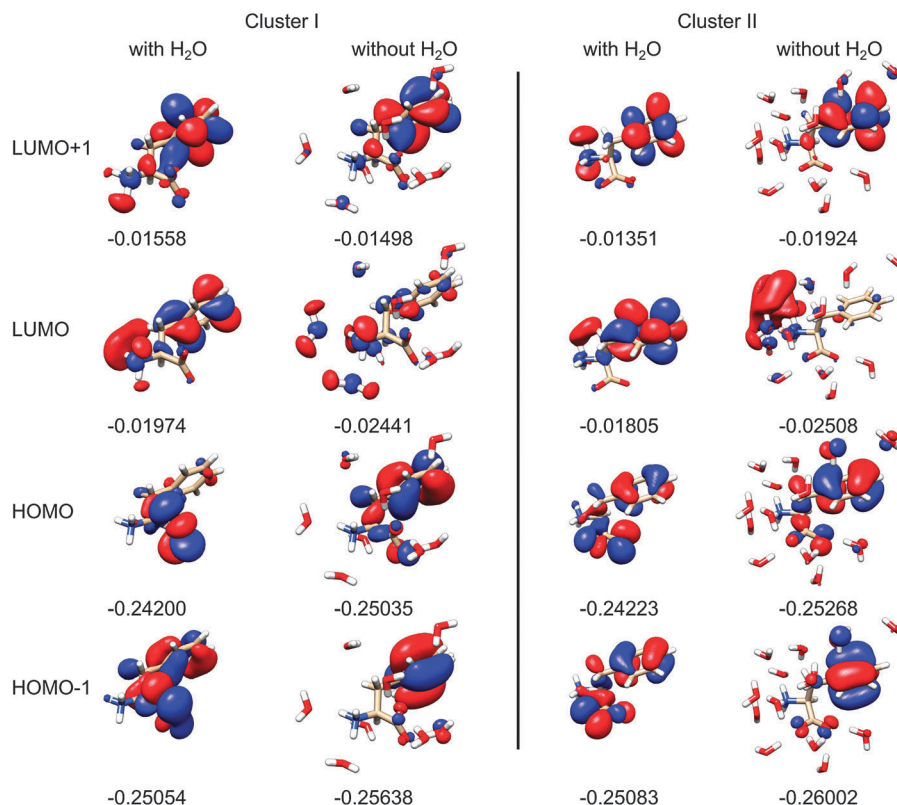 Cluster I Cluster II
with H₂O without H₂O with H₂O without H₂O
LUMO+1
-0.01558 -0.01498 -0.01351 -0.01924
LUMO
-0.01974 -0.02441 -0.01805 -0.02508
HOMO
-0.24200 -0.25035 -0.24223 -0.25268
HOMO-1
-0.25054 -0.25638 -0.25083 -0.26002